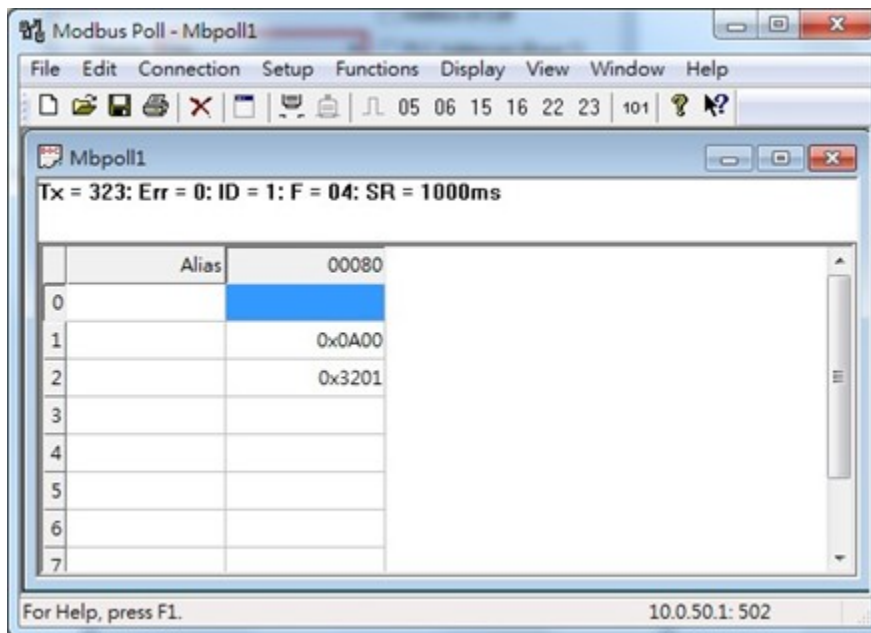 Modbus Poll - Mbpoll1
File Edit Connection Setup Functions Display View Window Help
05 06 15 16 22 23 101
Mbpoll1
Tx = 323: Err = 0: ID = 1: F = 04: SR = 1000ms
Alias 00080
0
1 0x0A00
2 0x3201
3
4
5
6
7
For Help, press F1. 10.0.50.1: 502